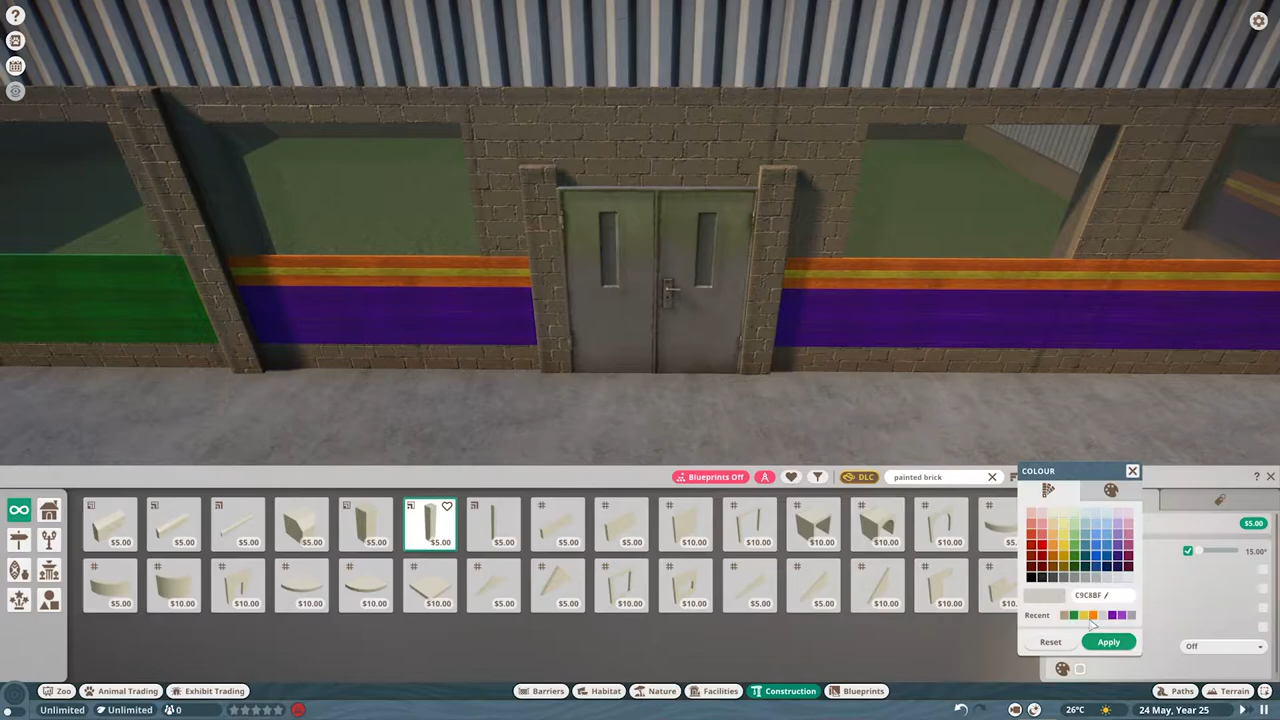 Blueprints Off
DLC
painted brick
COLOUR
?
$5.00 $5.00 $5.00 $5.00 $5.00 $5.00 $5.00 $5.00 $5.00 $10.00 $10.00 $10.00 $10.00 $10.00
$5.00
15.00°
C9C8BF /
$5.00 $10.00 $10.00 $5.00 $10.00 $10.00 $5.00 $5.00 $10.00 $10.00 $5.00 $5.00 $10.00 $10.00
Recent
Reset Apply
Off
Zoo Animal Trading Exhibit Trading Barriers Habitat Nature Facilities Construction Blueprints Paths Terrain
Unlimited Unlimited 0 26°C 24 May, Year 25